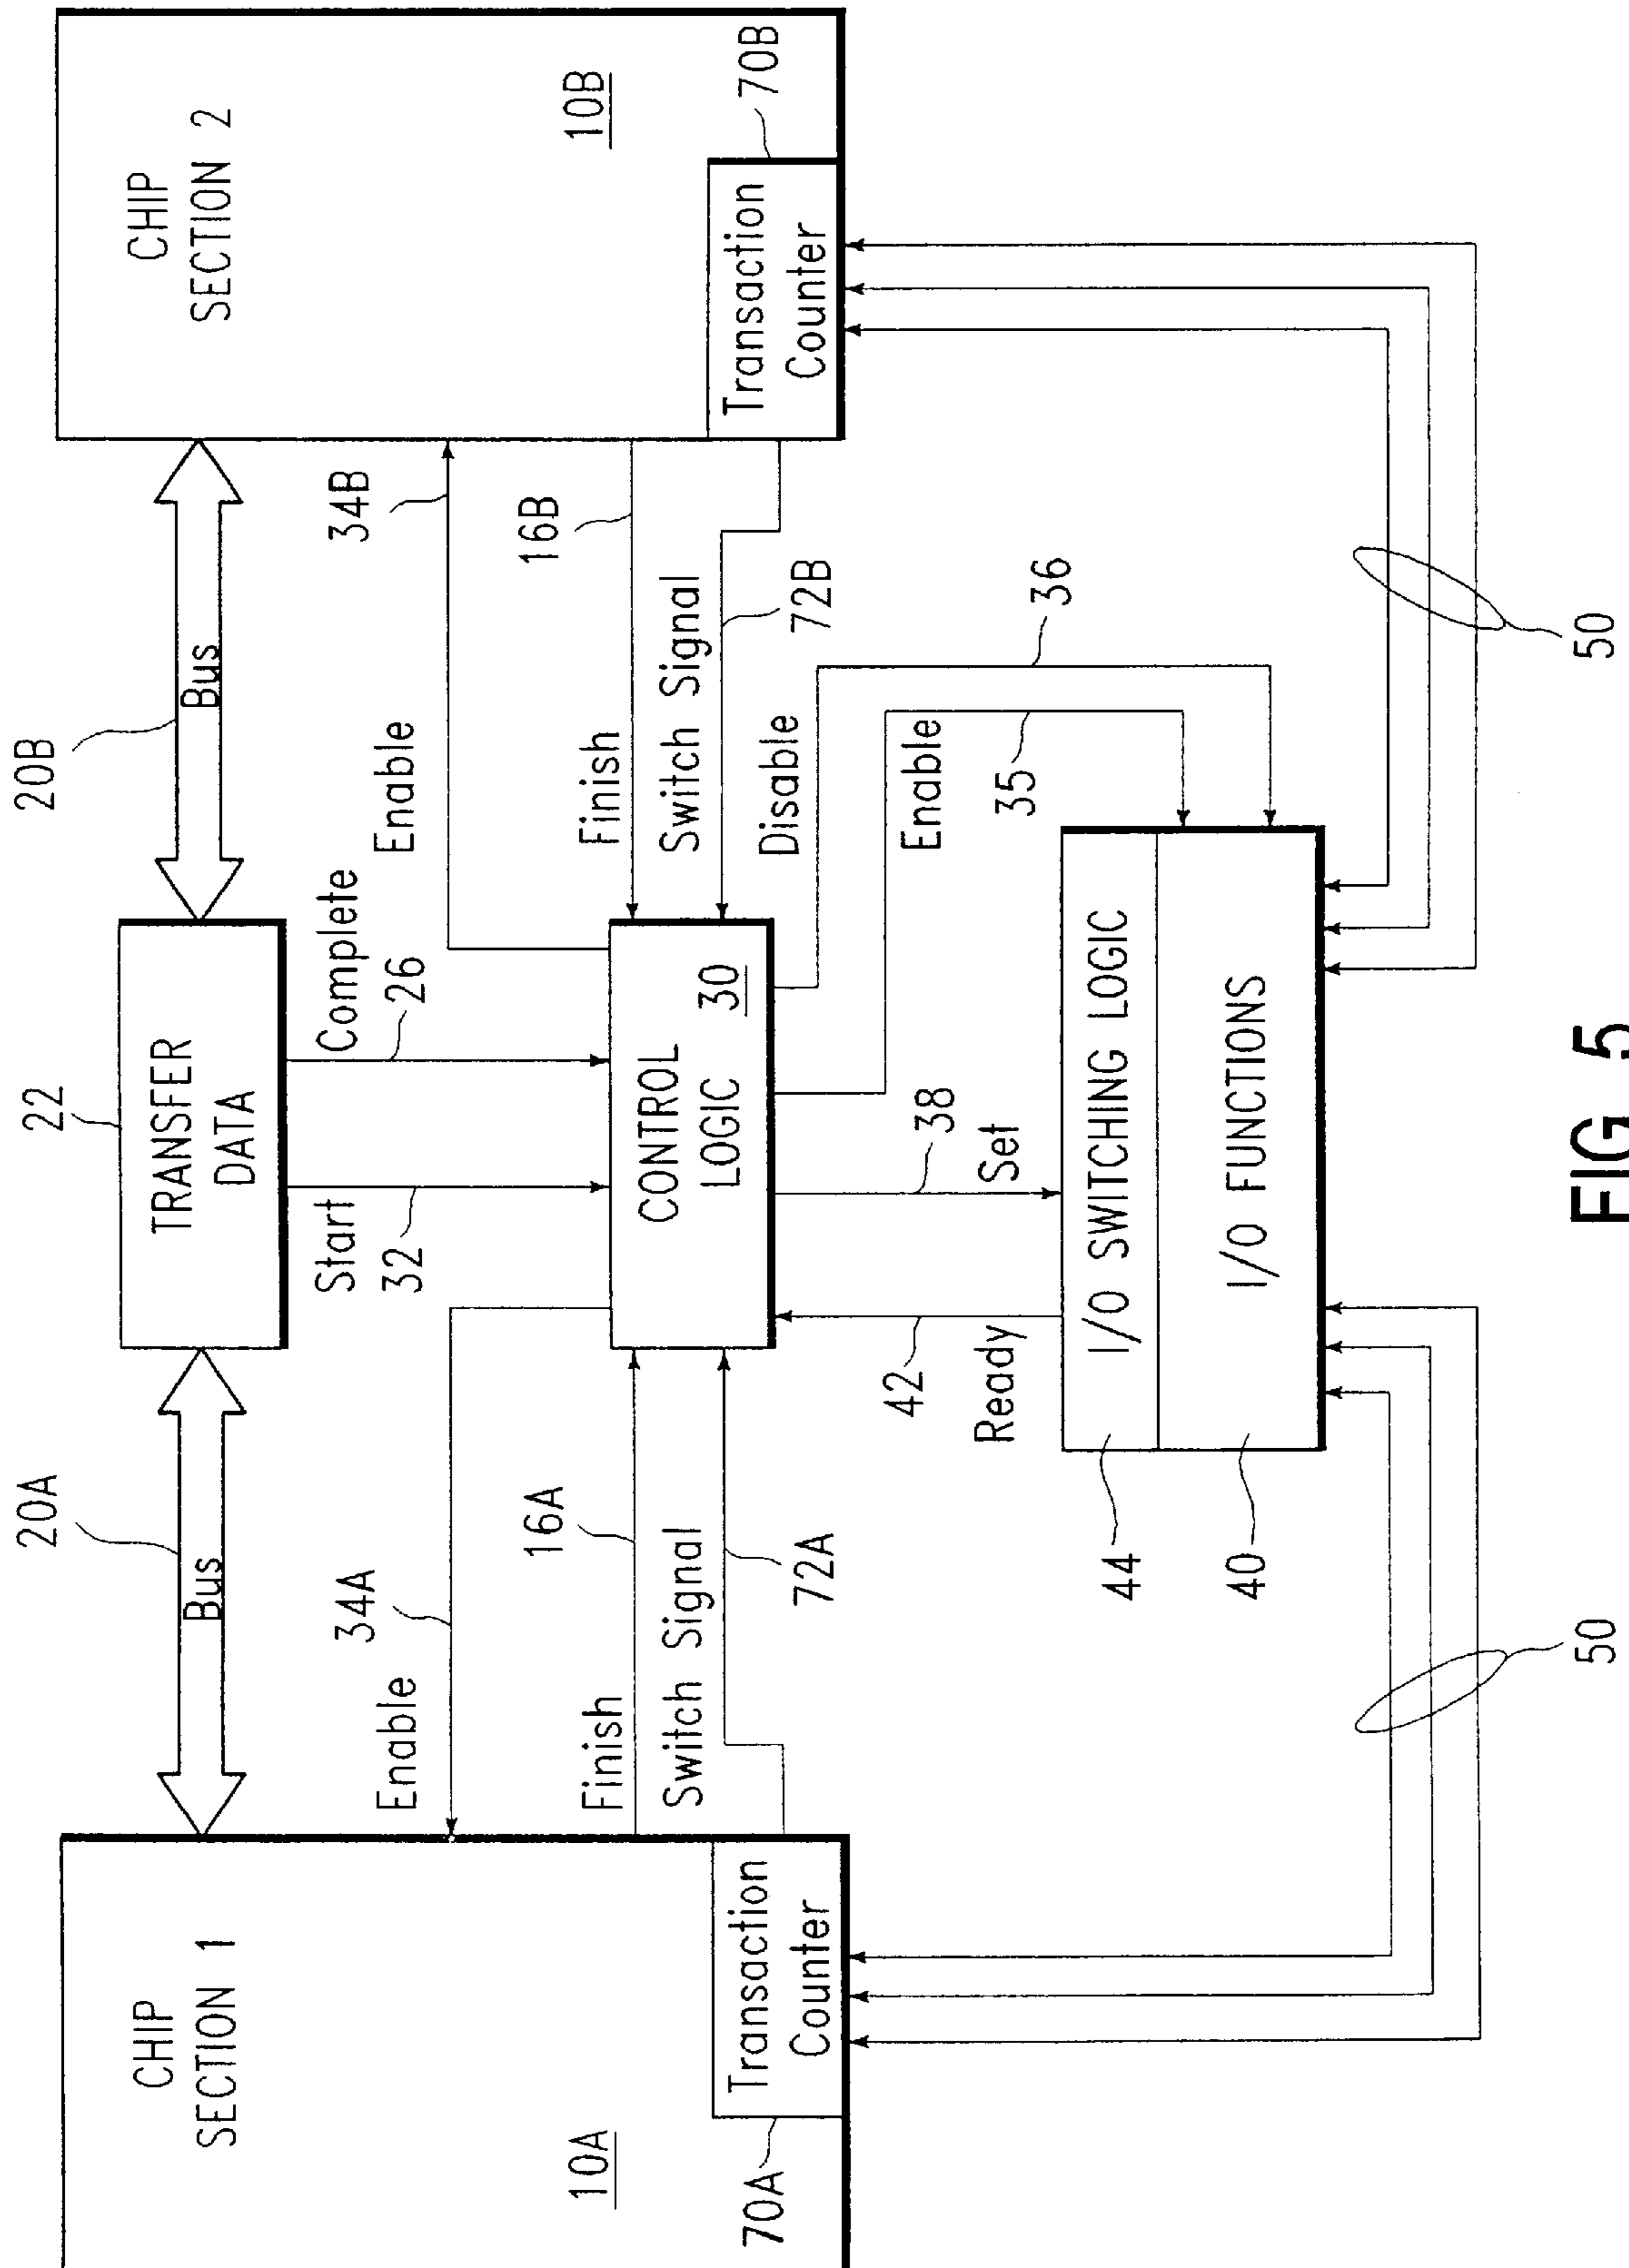 20A
22
20B
CHIP
SECTION 1
Bus
TRANSFER
DATA
Bus
CHIP
SECTION 2
34A
Start
Complete
34B
Enable
32
26
Enable
10A
16A
16B
10B
Finish
CONTROL
LOGIC
30
Finish
Switch Signal
Switch Signal
70A
Transaction
Counter
72A
72B
Transaction
Counter
70B
Disable
42
38
Enable
Ready
Set
35
36
44
I/O SWITCHING LOGIC
40
I/O FUNCTIONS
50
50
FIG. 5